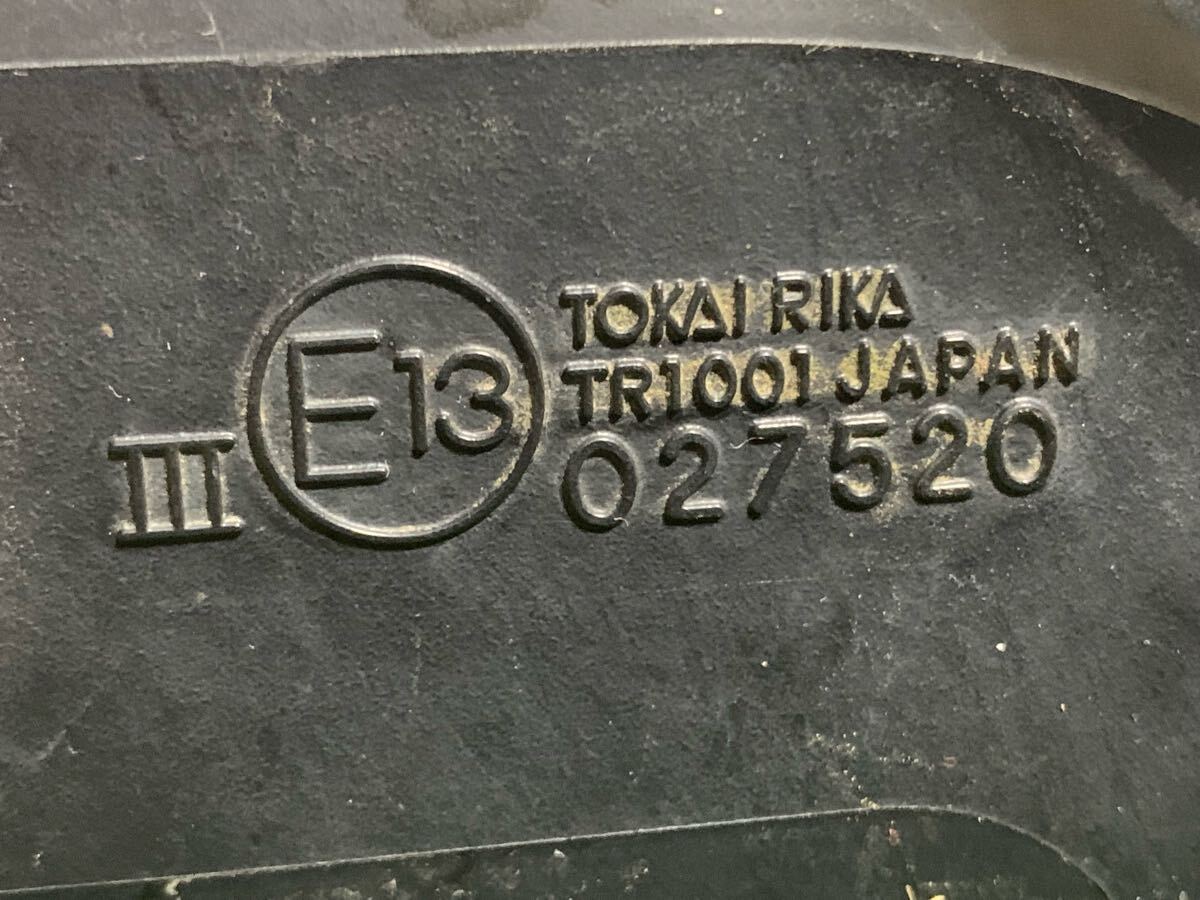 III E13
TOKAI RIKA
TR1001 JAPAN
027520